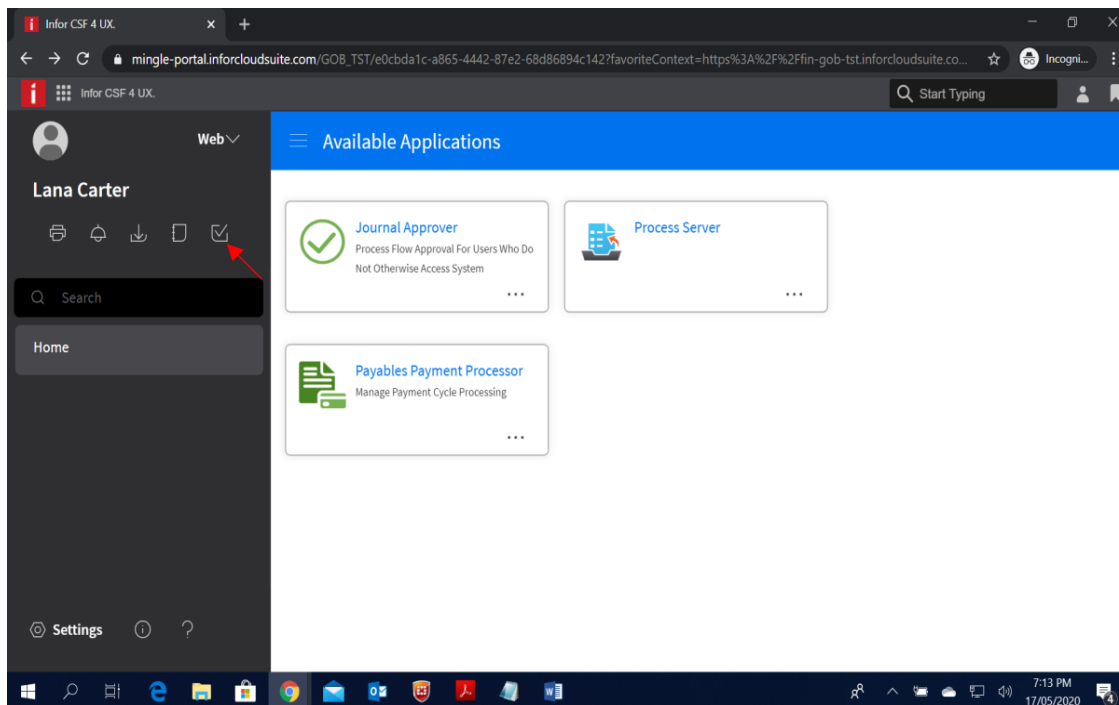 Infor CSF 4 UX.
mingle-portal.inforcloudsuite.com/GOB_TST/e0cbda1c-a865-4442-87e2-68d86894c142?favoriteContext=https%3A%2F%2Ffin-gob-tst.inforcloudsuite.co...
Incogni...
Infor CSF 4 UX.
Start Typing
Web
Lana Carter
Search
Home
Settings
Available Applications
Journal Approver
Process Flow Approval For Users Who Do
Not Otherwise Access System
...
Process Server
...
Payables Payment Processor
Manage Payment Cycle Processing
...
7:13 PM
17/05/2020
4